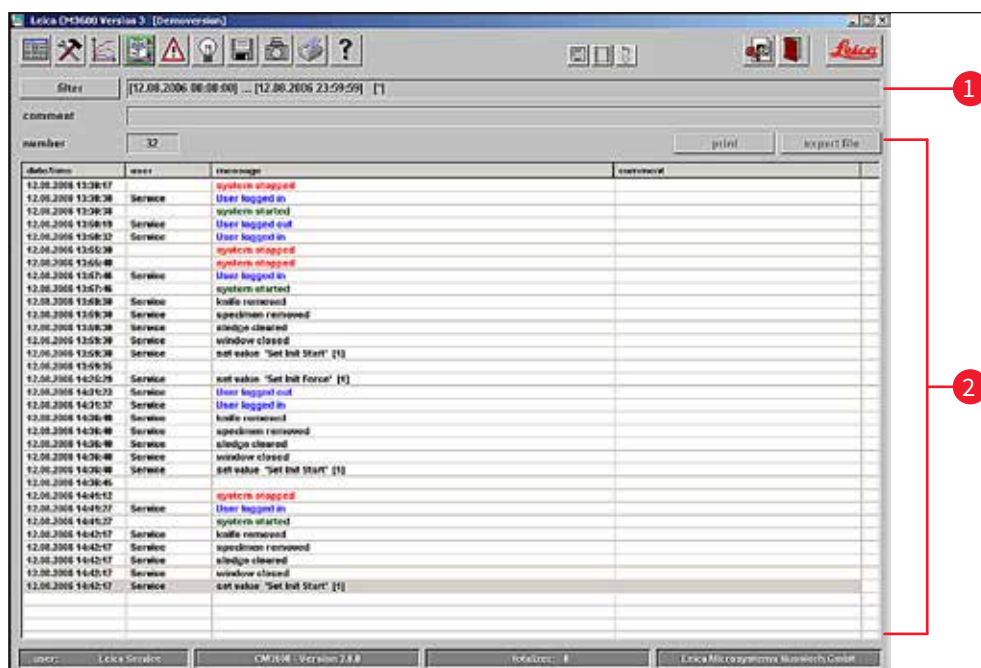 Leica CM3600 Version 3 [Demoversion]
Leica
filter [12.08.2006 00:00:00] ... [12.08.2006 23:59:59] [*]
1
comment
number 32 print export file
date/time user message comment
12.08.2006 13:30:17 system stopped
12.08.2006 13:30:30 Service User logged in
12.08.2006 13:30:30 system started
12.08.2006 13:50:19 Service User logged out
12.08.2006 13:50:32 Service User logged in
12.08.2006 13:55:30 system stopped
12.08.2006 system stopped
12.08.2006 13:57:46 Service User logged in
12.08.2006 13:57:46 system started
12.08.2006 13:59:30 Service knife removed
12.08.2006 13:59:30 Service specimen removed
12.08.2006 13:59:30 Service sledge cleared
12.08.2006 13:59:30 Service window closed
12.08.2006 13:59:30 Service set value "Set Init Start" [1]
12.08.2006 13:59:35
12.08.2006 14:26:29 Service set value "Set Init Force" [1]
12.08.2006 14:31:23 Service User logged out
12.08.2006 14:31:37 Service User logged in
12.08.2006 14:36:40 Service knife removed
12.08.2006 14:36:40 Service specimen removed
12.08.2006 14:36:40 Service sledge cleared
12.08.2006 14:36:40 Service window closed
12.08.2006 14:36:40 Service set value "Set Init Start" [1]
12.08.2006 14:36:45
12.08.2006 14:41:12 system stopped
12.08.2006 14:41:27 Service User logged in
12.08.2006 14:41:27 system started
12.08.2006 14:42:17 Service knife removed
12.08.2006 14:42:17 Service specimen removed
12.08.2006 14:42:17 Service sledge cleared
12.08.2006 14:42:17 Service window closed
12.08.2006 14:42:17 Service set value "Set Init Start" [1]
2
user: Leica Service CM3600 - Version 2.0.0 totalizer: 0 Leica Microsystems Nussloch GmbH